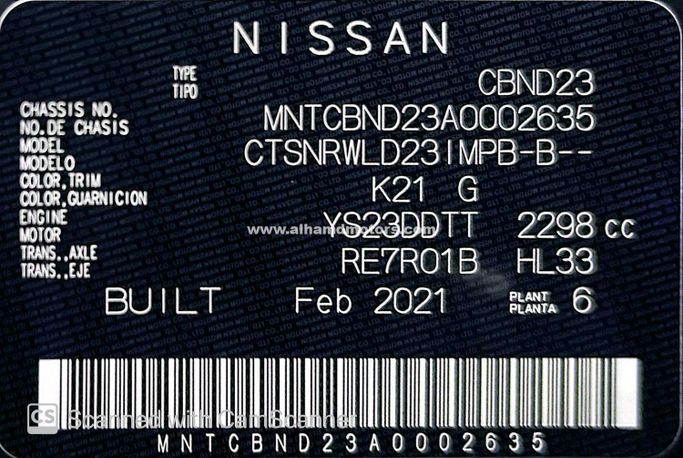 NISSAN
TYPE
TIPO
CBND23
CHASSIS NO.
NO. DE CHASIS
MNTCBND23A0002635
MODEL
MODELO
CTSNRWLD23IMPB-B--
COLOR,TRIM
COLOR,GUARNICION
K21 G
ENGINE
MOTOR
YS23DDTT 2298 cc
www.alhamdmotors.com
TRANS.,AXLE
TRANS.,EJE
RE7R01B HL33
BUILT Feb 2021
PLANT
PLANTA
6
CS Scanned with CamScanner
MNTCBND23A0002635